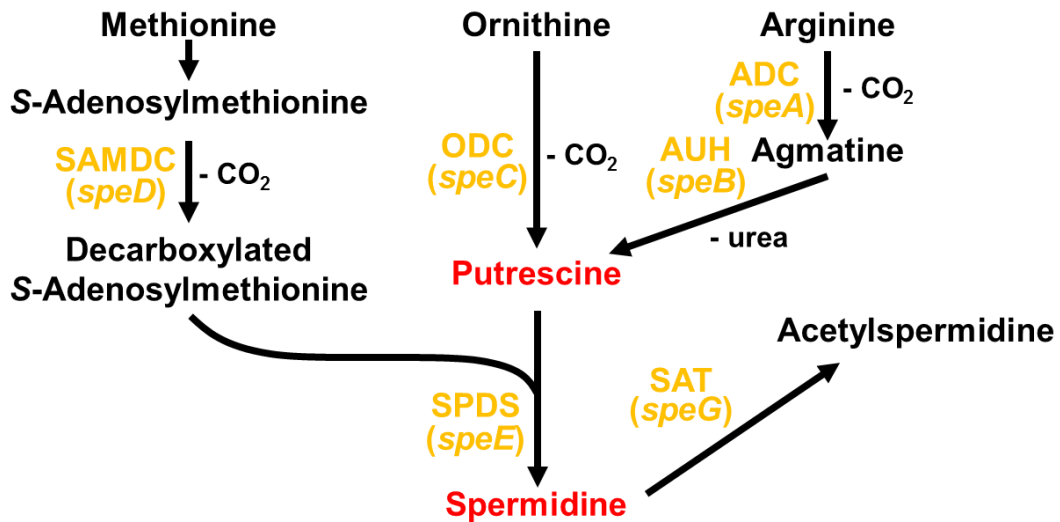 Methionine
Ornithine
Arginine
S-Adenosylmethionine
ADC
(speA)
- CO₂
SAMDC
(speD)
- CO₂
ODC
(speC)
- CO₂
AUH
(speB)
Agmatine
- urea
Decarboxylated
S-Adenosylmethionine
Putrescine
Acetylspermidine
SPDS
(speE)
SAT
(speG)
Spermidine